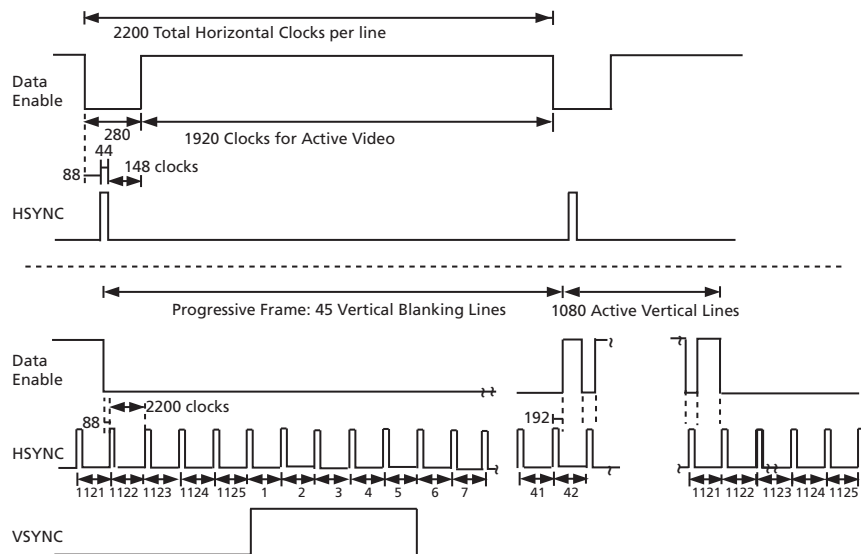 2200 Total Horizontal Clocks per line
Data
Enable
280
1920 Clocks for Active Video
44
148 clocks
88
HSYNC
Progressive Frame: 45 Vertical Blanking Lines
1080 Active Vertical Lines
Data
Enable
2200 clocks
88
192
HSYNC
1121 1122 1123 1124 1125 1 2 3 4 5 6 7 41 42 1121 1122 1123 1124 1125
VSYNC